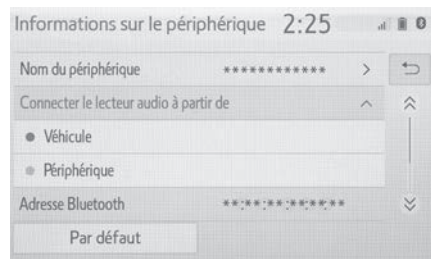 Informations sur le périphérique 2:25 0
Nom du périphérique ************ >
Connecter le lecteur audio à partir de
Véhicule
Périphérique
Adresse Bluetooth **:**:**:**:**:**
Par défaut